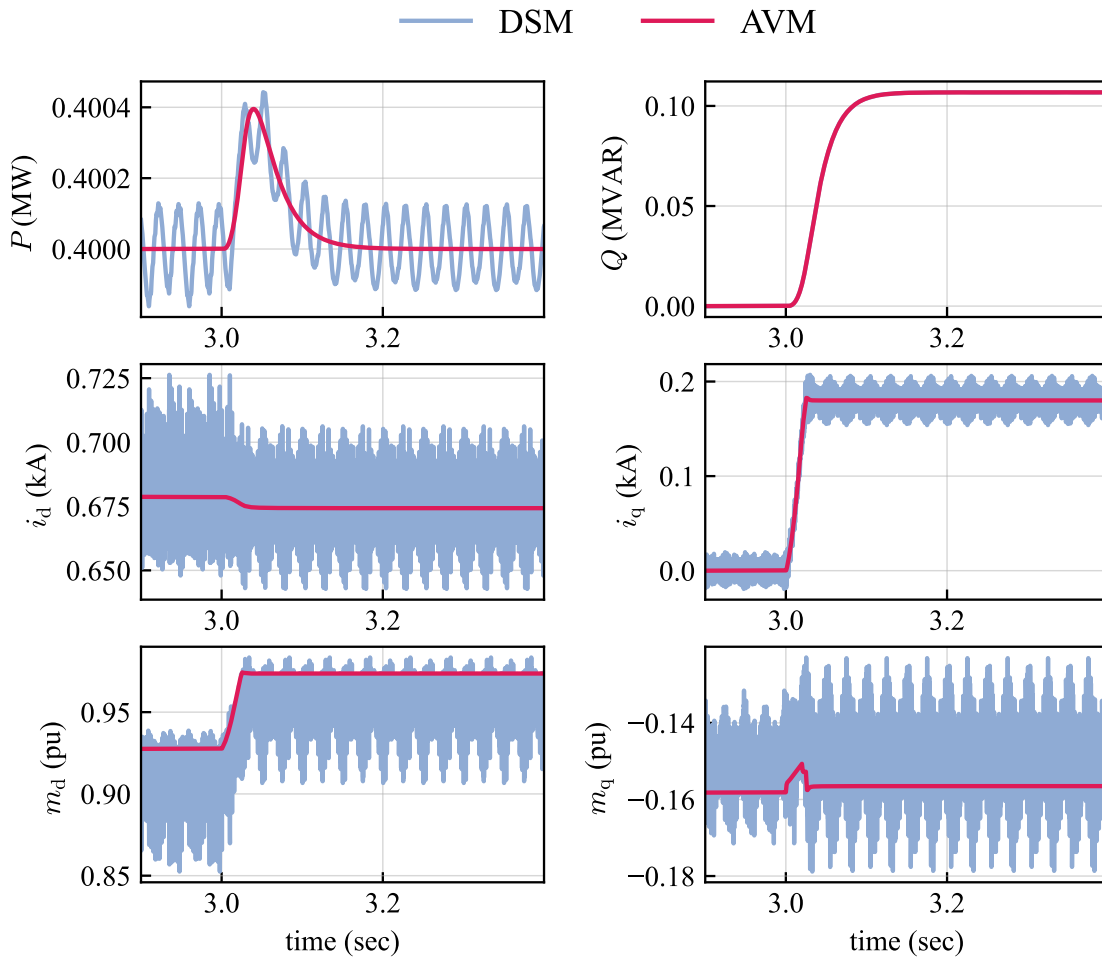 DSM AVM
P (MW)
0.4004
0.4002
0.4000
3.0 3.2
Q (MVAR)
0.10
0.05
0.00
3.0 3.2
i_d (kA)
0.725
0.700
0.675
0.650
3.0 3.2
i_q (kA)
0.2
0.1
0.0
3.0 3.2
m_d (pu)
0.95
0.90
0.85
3.0 3.2
time (sec)
m_q (pu)
−0.14
−0.16
−0.18
3.0 3.2
time (sec)